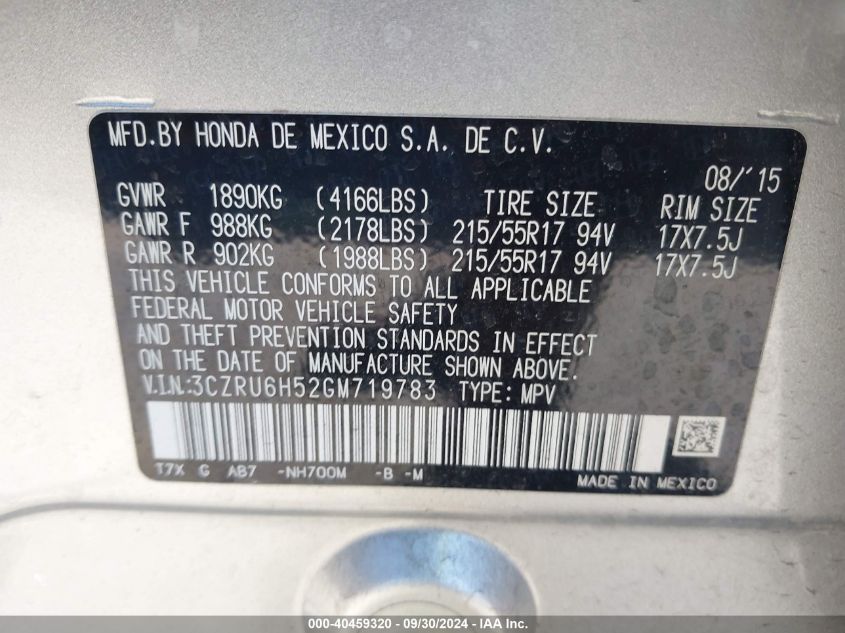 MFD.BY HONDA DE MEXICO S.A. DE C.V.
08/'15
GVWR 1890KG (4166LBS) TIRE SIZE RIM SIZE
GAWR F 988KG (2178LBS) 215/55R17 94V 17X7.5J
GAWR R 902KG (1988LBS) 215/55R17 94V 17X7.5J
THIS VEHICLE CONFORMS TO ALL APPLICABLE
FEDERAL MOTOR VEHICLE SAFETY
AND THEFT PREVENTION STANDARDS IN EFFECT
ON THE DATE OF MANUFACTURE SHOWN ABOVE.
V.I.N.:3CZRU6H52GM719783 TYPE: MPV
T7X G AB7 -NH700M -B -M
MADE IN MEXICO
000-40459320 - 09/30/2024 - IAA Inc.